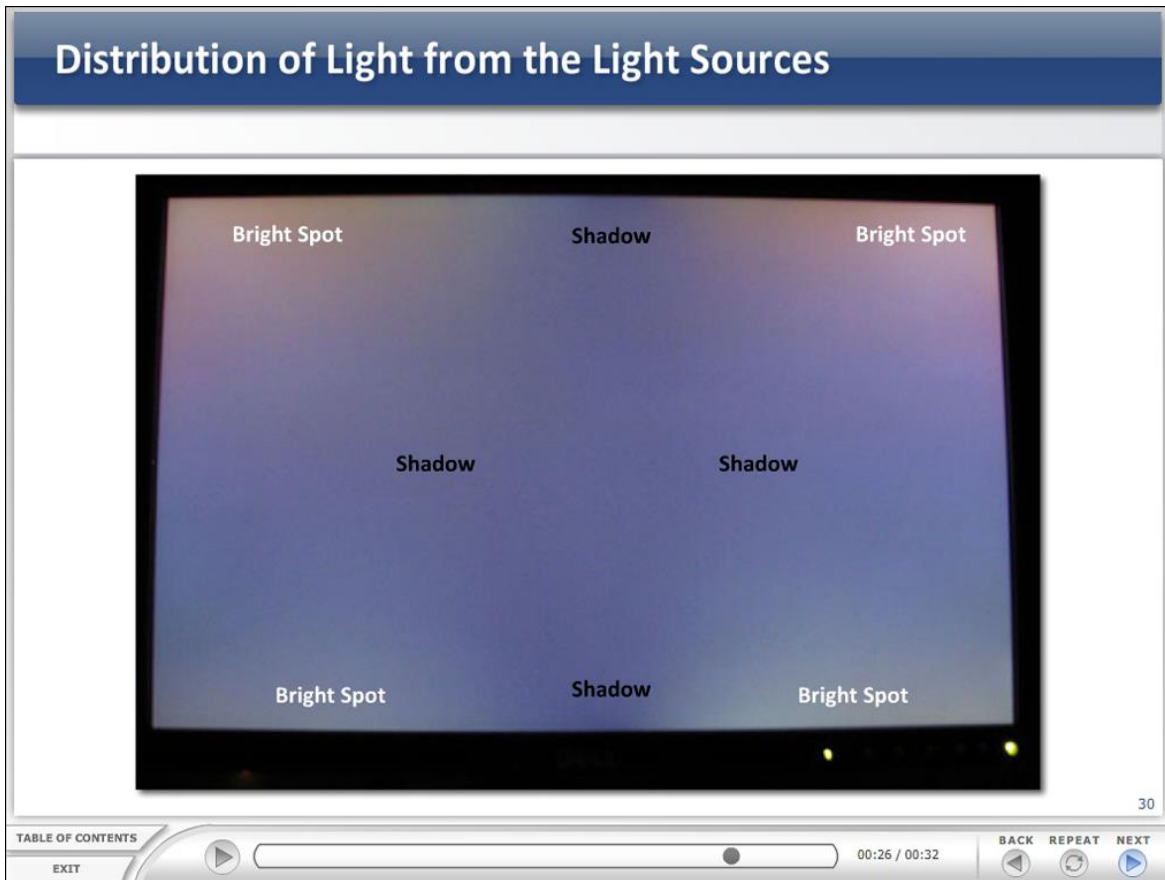 Distribution of Light from the Light Sources
Bright Spot Shadow Bright Spot
Shadow Shadow
Bright Spot Shadow Bright Spot
30
TABLE OF CONTENTS
EXIT
00:26 / 00:32
BACK REPEAT NEXT